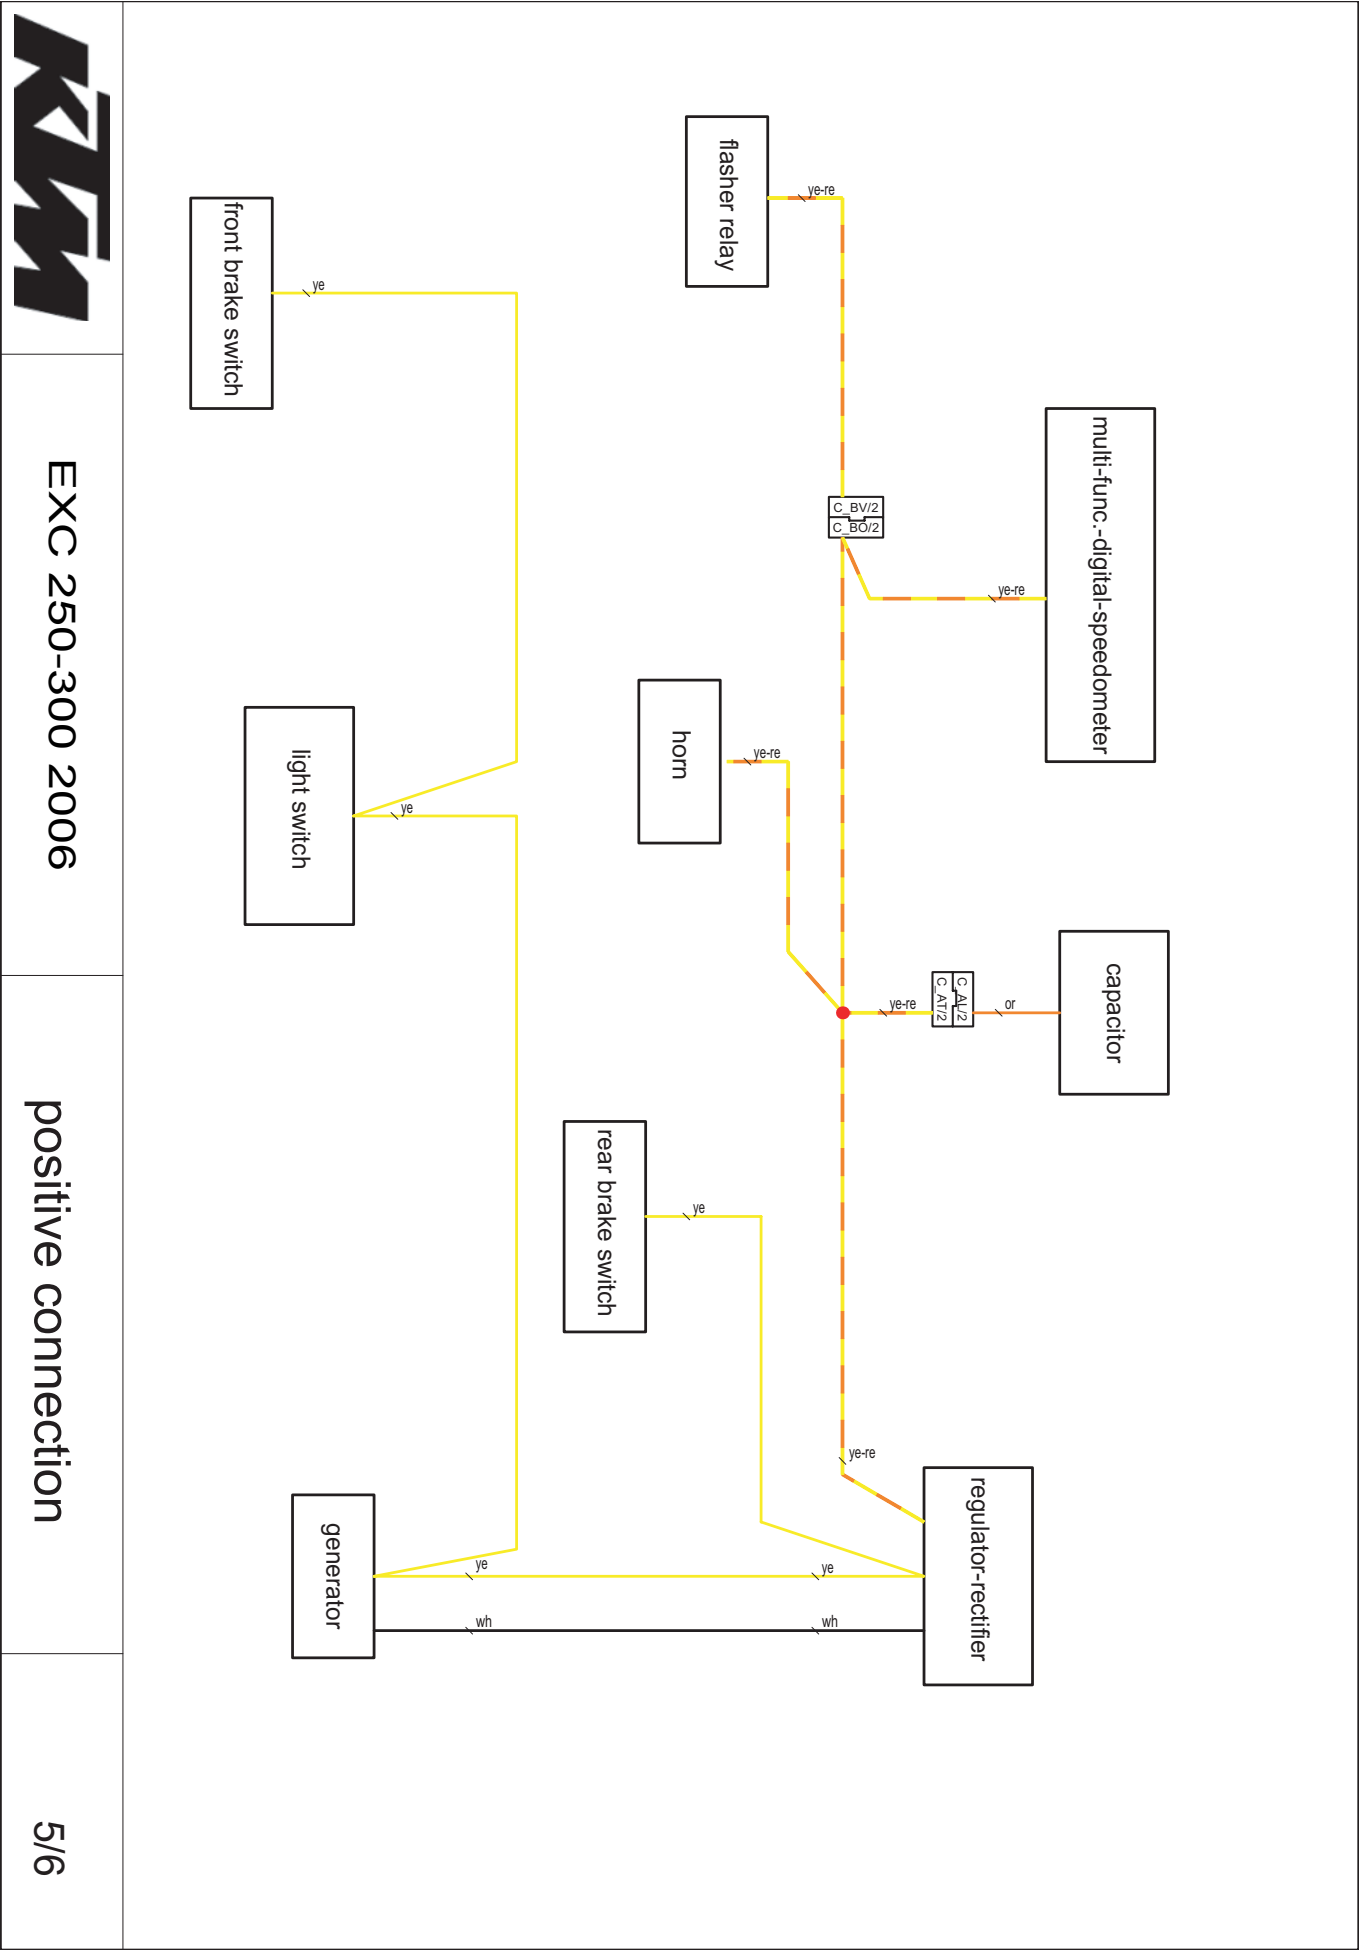 multi-func.-digital-speedometer
capacitor
regulator-rectifier
ye-re
or
C_AL/2
C_AT/2
ye-re
C_BV/2
C_BO/2
ye-re
ye-re
flasher relay
ye-re
horn
rear brake switch
ye
ye
wh
ye
front brake switch
ye
light switch
ye
wh
generator
KTM
EXC 250-300 2006
positive connection
5/6